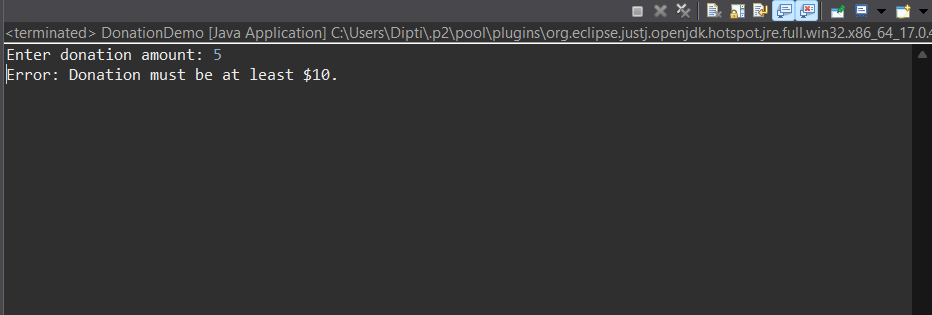 <terminated> DonationDemo [Java Application] C:\Users\Dipti\.p2\pool\plugins\org.eclipse.justj.openjdk.hotspot.jre.full.win32.x86_64_17.0.4
Enter donation amount: 5
Error: Donation must be at least $10.